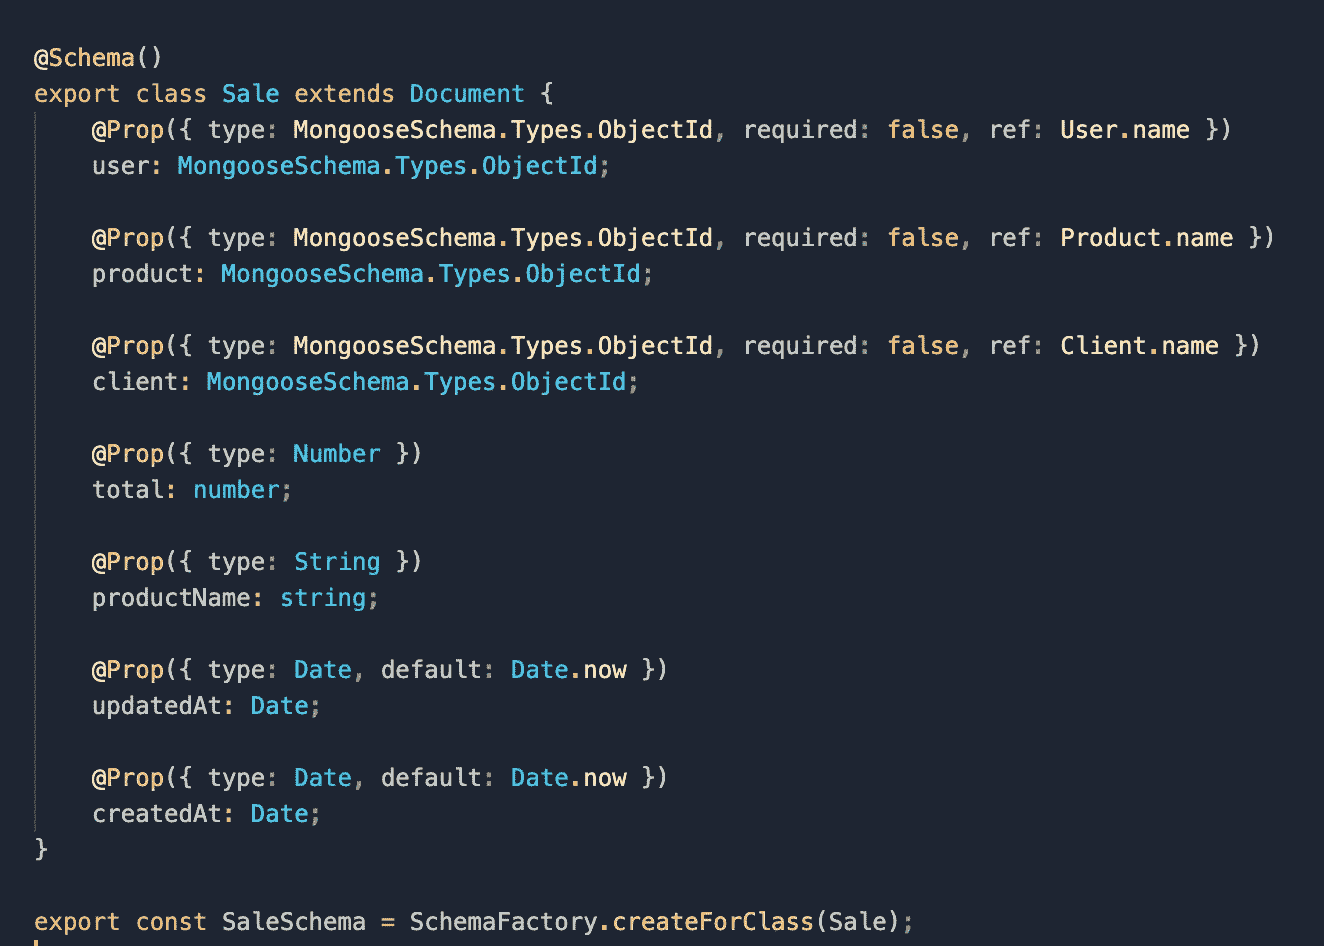 @Schema()
export class Sale extends Document {
    @Prop({ type: MongooseSchema.Types.ObjectId, required: false, ref: User.name })
    user: MongooseSchema.Types.ObjectId;

    @Prop({ type: MongooseSchema.Types.ObjectId, required: false, ref: Product.name })
    product: MongooseSchema.Types.ObjectId;

    @Prop({ type: MongooseSchema.Types.ObjectId, required: false, ref: Client.name })
    client: MongooseSchema.Types.ObjectId;

    @Prop({ type: Number })
    total: number;

    @Prop({ type: String })
    productName: string;

    @Prop({ type: Date, default: Date.now })
    updatedAt: Date;

    @Prop({ type: Date, default: Date.now })
    createdAt: Date;
}

export const SaleSchema = SchemaFactory.createForClass(Sale);